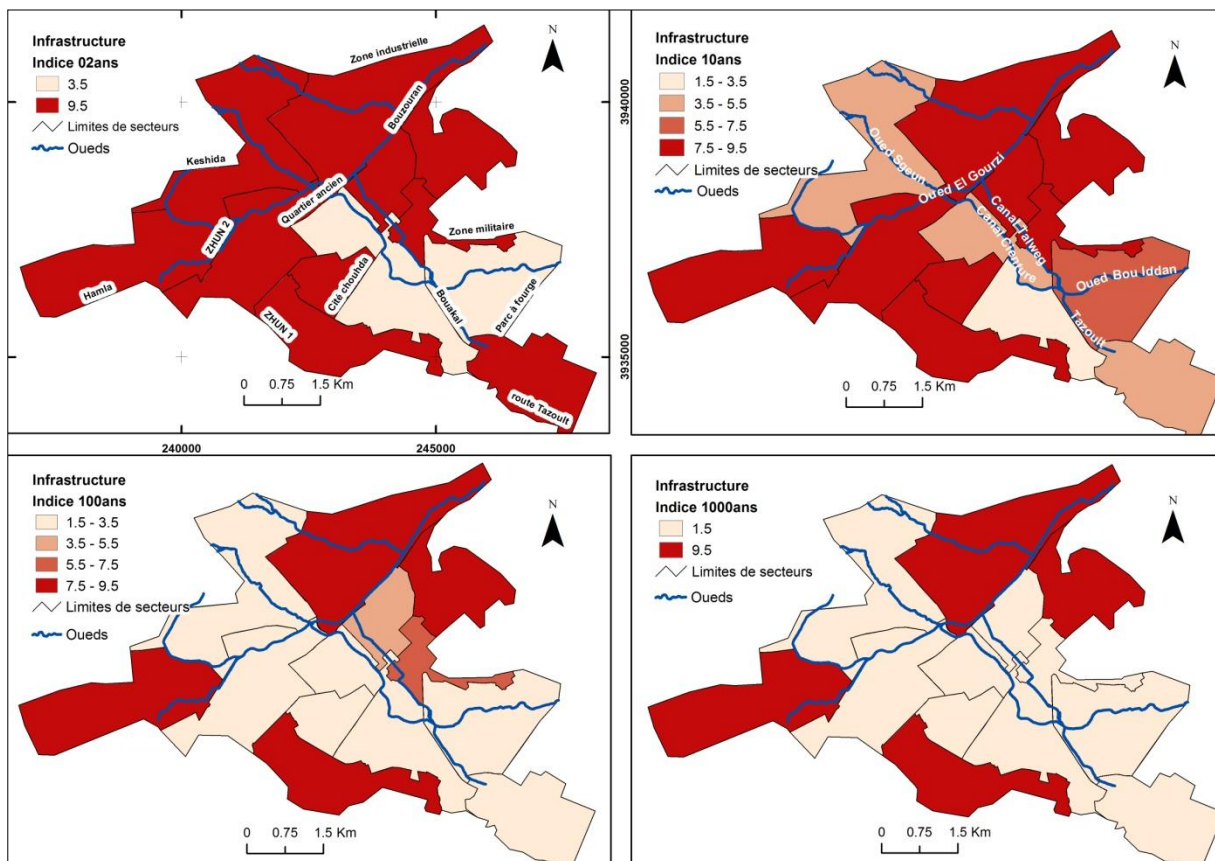 Infrastructure
Indice 02ans
3.5
9.5
Limites de secteurs
Oueds
Zone industrielle
Bouzouran
Keshida
Quartier ancien
ZHUN 2
Zone militaire
Hamla
Cité chouhda
Bouakal
Parc à fourge
ZHUN 1
route Tazoult
N
0 0.75 1.5 Km
240000
245000
3940000
3935000
Infrastructure
Indice 10ans
1.5 - 3.5
3.5 - 5.5
5.5 - 7.5
7.5 - 9.5
Limites de secteurs
Oueds
Oued Sgeun
Oued El Gourzi
Canal Talweg
Canal Cienture
Oued Bou Iddan
Tazoult
N
0 0.75 1.5 Km
Infrastructure
Indice 100ans
1.5 - 3.5
3.5 - 5.5
5.5 - 7.5
7.5 - 9.5
Limites de secteurs
Oueds
N
0 0.75 1.5 Km
Infrastructure
Indice 1000ans
1.5
9.5
Limites de secteurs
Oueds
N
0 0.75 1.5 Km